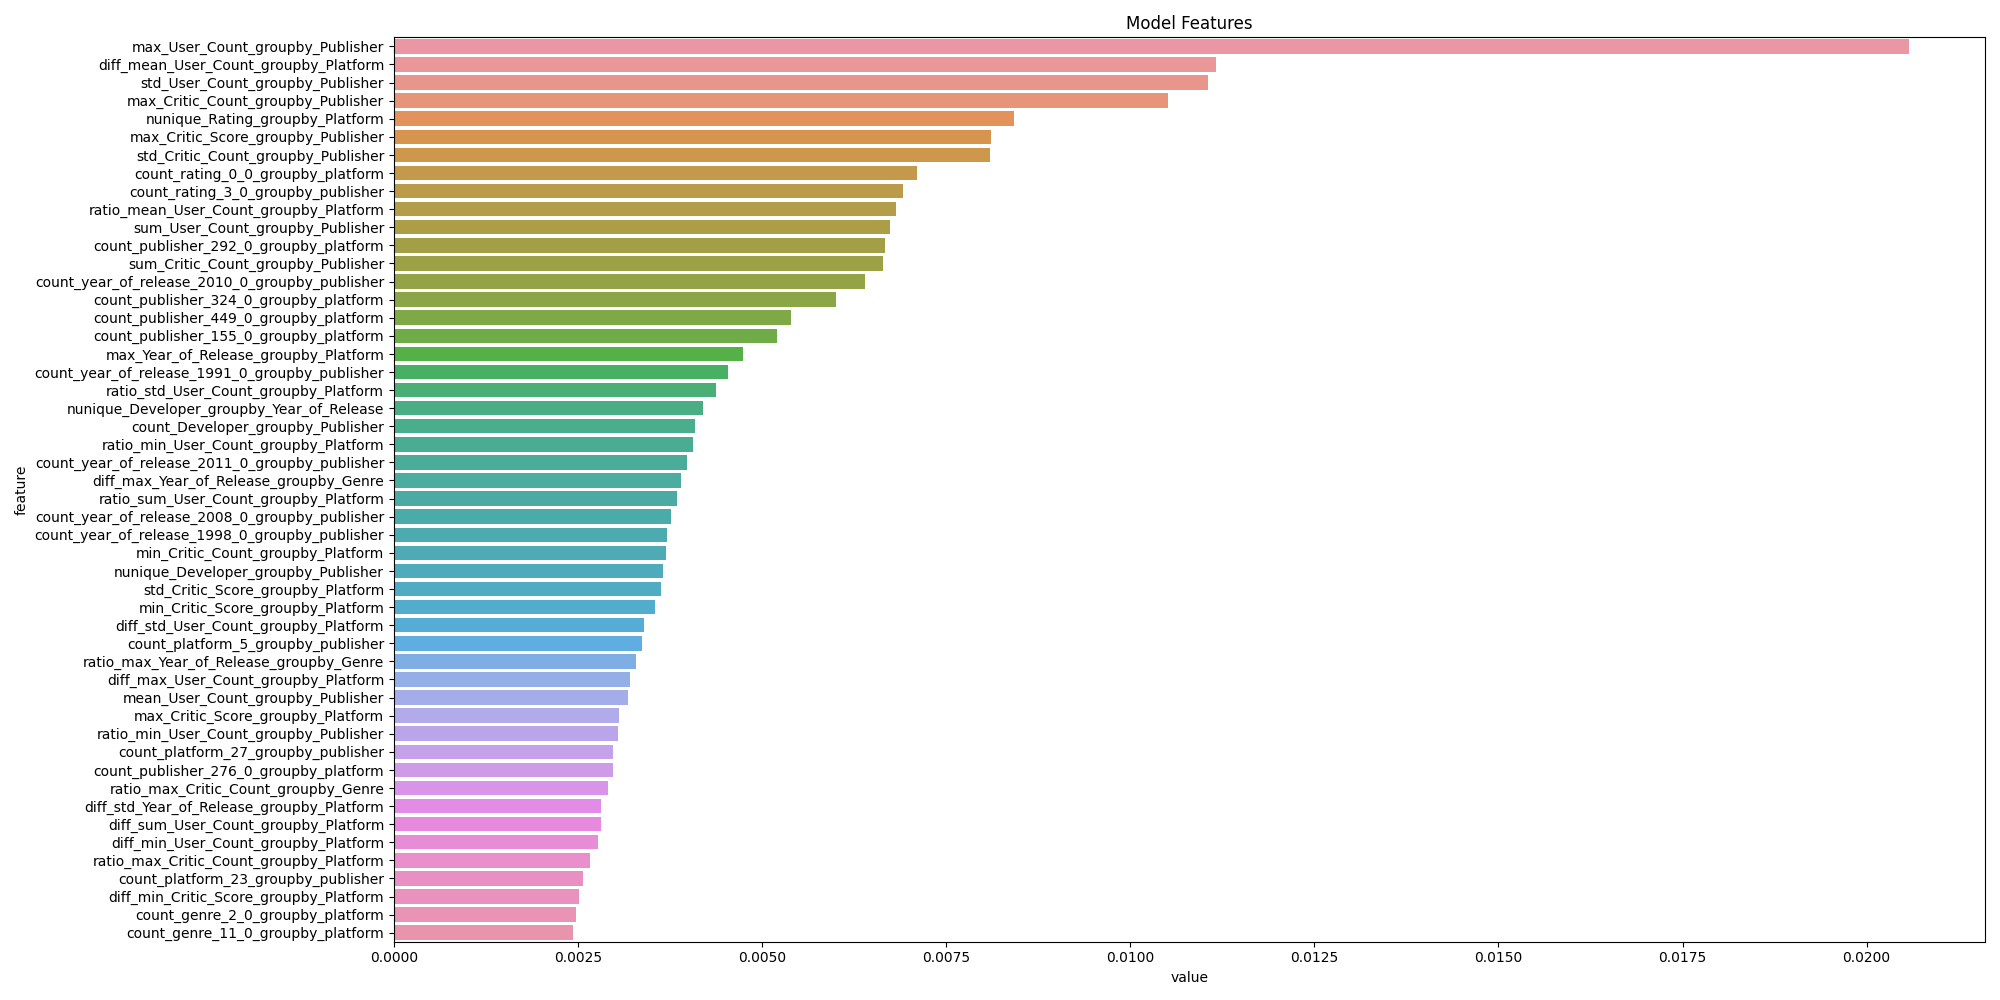 Model Features
max_User_Count_groupby_Publisher
diff_mean_User_Count_groupby_Platform
std_User_Count_groupby_Publisher
max_Critic_Count_groupby_Publisher
nunique_Rating_groupby_Platform
max_Critic_Score_groupby_Publisher
std_Critic_Count_groupby_Publisher
count_rating_0_0_groupby_platform
count_rating_3_0_groupby_publisher
ratio_mean_User_Count_groupby_Platform
sum_User_Count_groupby_Publisher
count_publisher_292_0_groupby_platform
sum_Critic_Count_groupby_Publisher
count_year_of_release_2010_0_groupby_publisher
count_publisher_324_0_groupby_platform
count_publisher_449_0_groupby_platform
count_publisher_155_0_groupby_platform
max_Year_of_Release_groupby_Platform
count_year_of_release_1991_0_groupby_publisher
ratio_std_User_Count_groupby_Platform
nunique_Developer_groupby_Year_of_Release
count_Developer_groupby_Publisher
ratio_min_User_Count_groupby_Platform
count_year_of_release_2011_0_groupby_publisher
diff_max_Year_of_Release_groupby_Genre
ratio_sum_User_Count_groupby_Platform
count_year_of_release_2008_0_groupby_publisher
count_year_of_release_1998_0_groupby_publisher
min_Critic_Count_groupby_Platform
nunique_Developer_groupby_Publisher
std_Critic_Score_groupby_Platform
min_Critic_Score_groupby_Platform
diff_std_User_Count_groupby_Platform
count_platform_5_groupby_publisher
ratio_max_Year_of_Release_groupby_Genre
diff_max_User_Count_groupby_Platform
mean_User_Count_groupby_Publisher
max_Critic_Score_groupby_Platform
ratio_min_User_Count_groupby_Publisher
count_platform_27_groupby_publisher
count_publisher_276_0_groupby_platform
ratio_max_Critic_Count_groupby_Genre
diff_std_Year_of_Release_groupby_Platform
diff_sum_User_Count_groupby_Platform
diff_min_User_Count_groupby_Platform
ratio_max_Critic_Count_groupby_Platform
count_platform_23_groupby_publisher
diff_min_Critic_Score_groupby_Platform
count_genre_2_0_groupby_platform
count_genre_11_0_groupby_platform
feature
0.0000 0.0025 0.0050 0.0075 0.0100 0.0125 0.0150 0.0175 0.0200
value